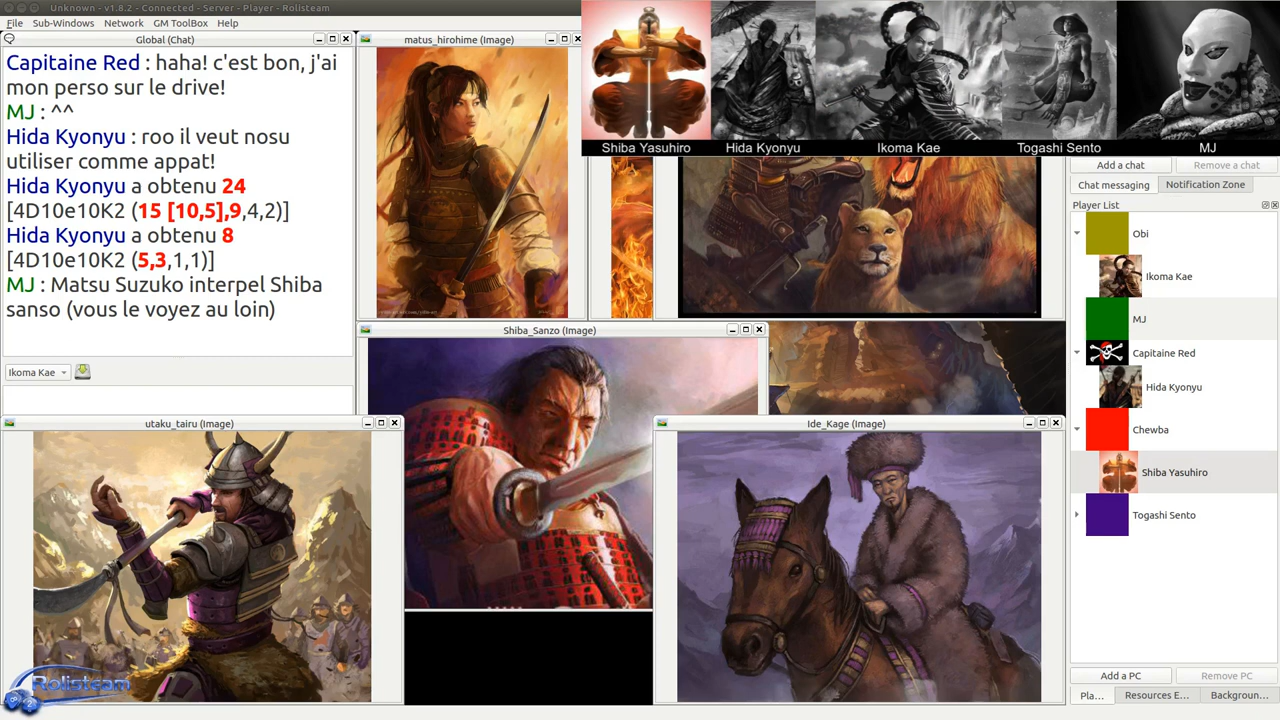 Unknown - v1.8.2 - Connected - Server - Player - Rolisteam
File Sub-Windows Network GM ToolBox Help
Global (Chat)
Capitaine Red : haha! c'est bon, j'ai
mon perso sur le drive!
MJ : ^^
Hida Kyonyu : roo il veut nosu
utiliser comme appat!
Hida Kyonyu a obtenu 24
[4D10e10K2 (15 [10,5],9,4,2)]
Hida Kyonyu a obtenu 8
[4D10e10K2 (5,3,1,1)]
MJ : Matsu Suzuko interpel Shiba
sanso (vous le voyez au loin)
Ikoma Kae
matus_hirohime (Image)
Shiba_Sanzo (Image)
utaku_tairu (Image)
Ide_Kage (Image)
Rolisteam
Shiba Yasuhiro Hida Kyonyu Ikoma Kae Togashi Sento MJ
Add a chat Remove a chat
Chat messaging Notification Zone
Player List
Obi
Ikoma Kae
MJ
Capitaine Red
Hida Kyonyu
Chewba
Shiba Yasuhiro
Togashi Sento
Add a PC Remove PC
Pla... Resources E... Backgroun...